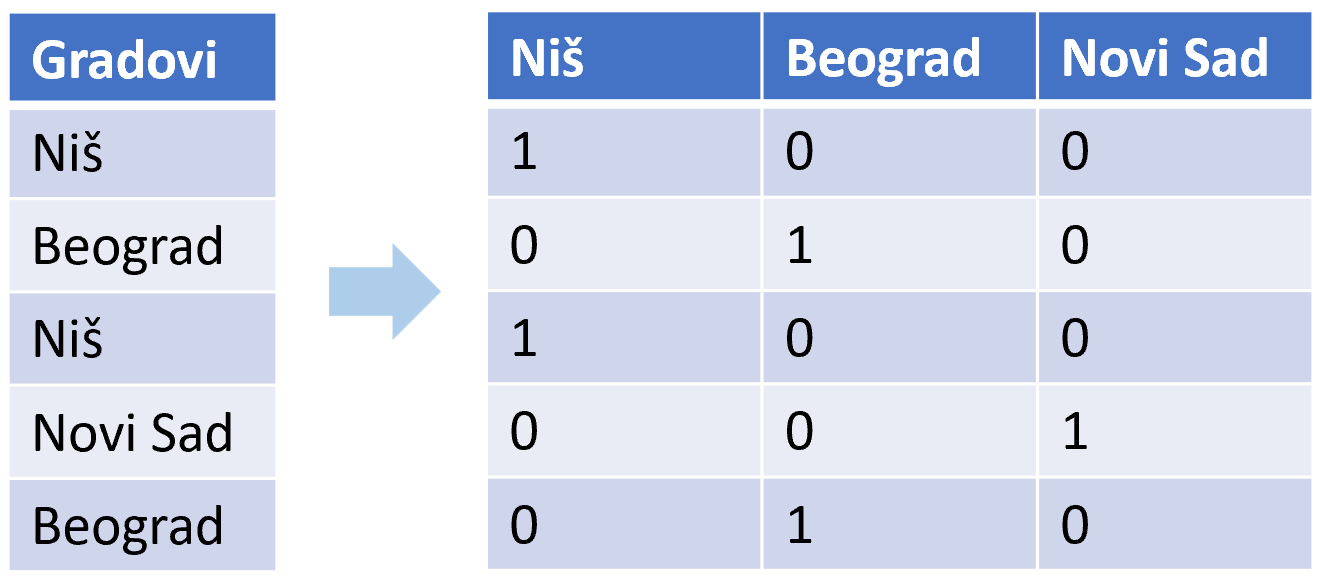 Gradovi
Niš
Beograd
Niš
Novi Sad
Beograd
Niš Beograd Novi Sad
1 0 0
0 1 0
1 0 0
0 0 1
0 1 0